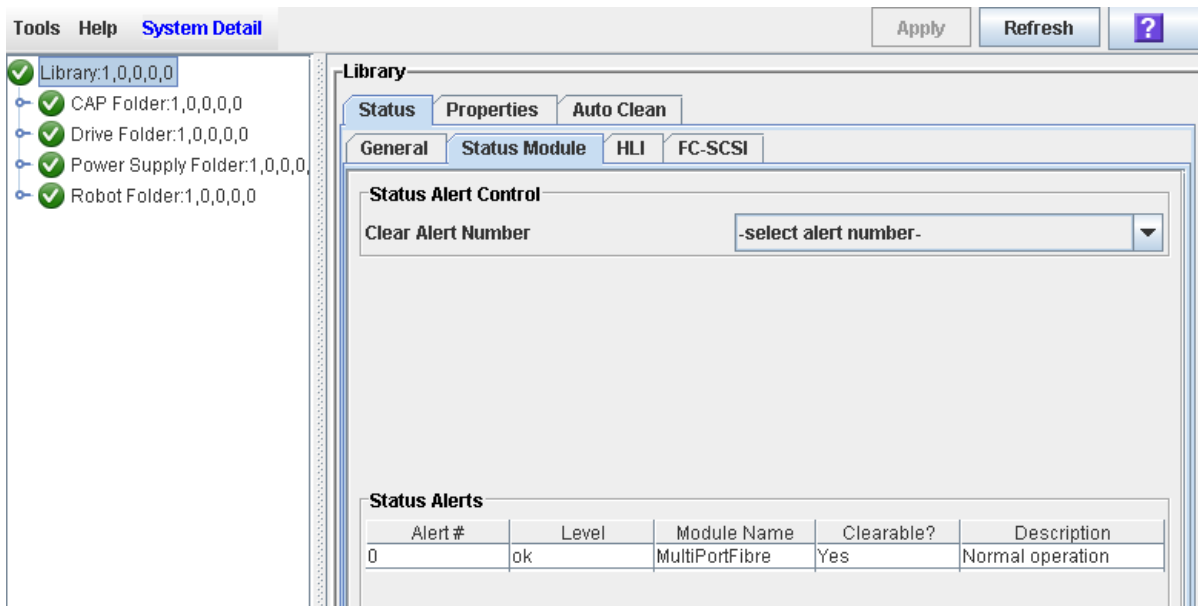 Tools Help System Detail Apply Refresh ?
Library:1,0,0,0,0
CAP Folder:1,0,0,0,0
Drive Folder:1,0,0,0,0
Power Supply Folder:1,0,0,0,
Robot Folder:1,0,0,0,0
Library
Status Properties Auto Clean
General Status Module HLI FC-SCSI
Status Alert Control
Clear Alert Number -select alert number-
Status Alerts
Alert # Level Module Name Clearable? Description
0 ok MultiPortFibre Yes Normal operation